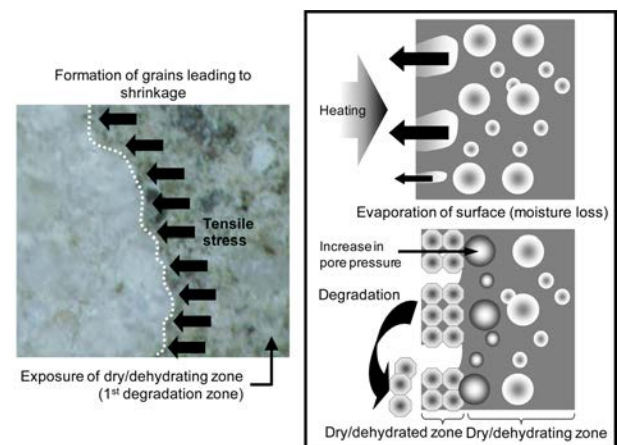 Formation of grains leading to
shrinkage
Tensile
stress
Exposure of dry/dehydrating zone
(1st degradation zone)
Heating
Evaporation of surface (moisture loss)
Increase in
pore pressure
Degradation
Dry/dehydrated zone
Dry/dehydrating zone